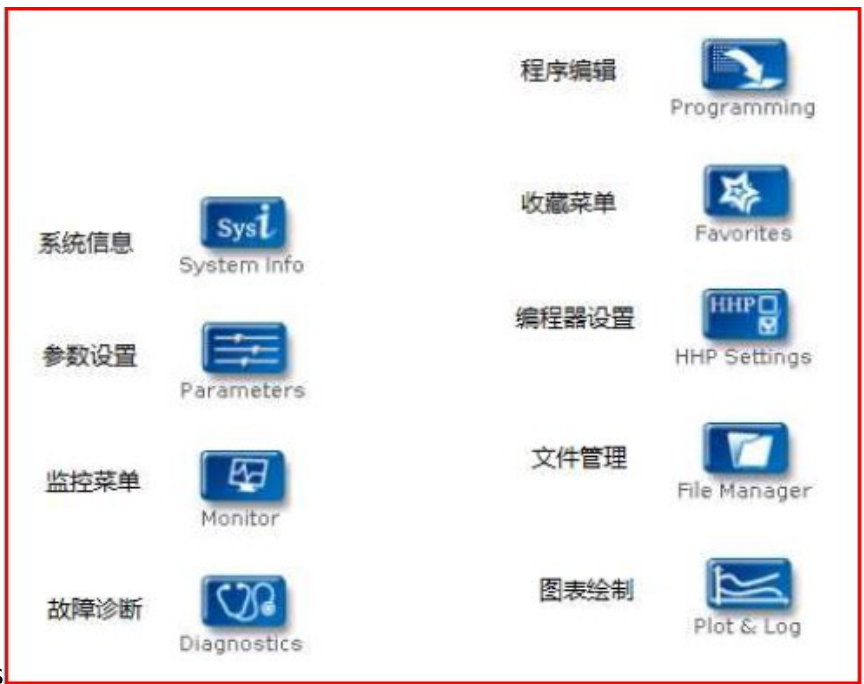 系统信息
Sysi
System Info
参数设置
Parameters
监控菜单
Monitor
故障诊断
Diagnostics
程序编辑
Programming
收藏菜单
Favorites
编程器设置
HHP
HHP Settings
文件管理
File Manager
图表绘制
Plot & Log
s